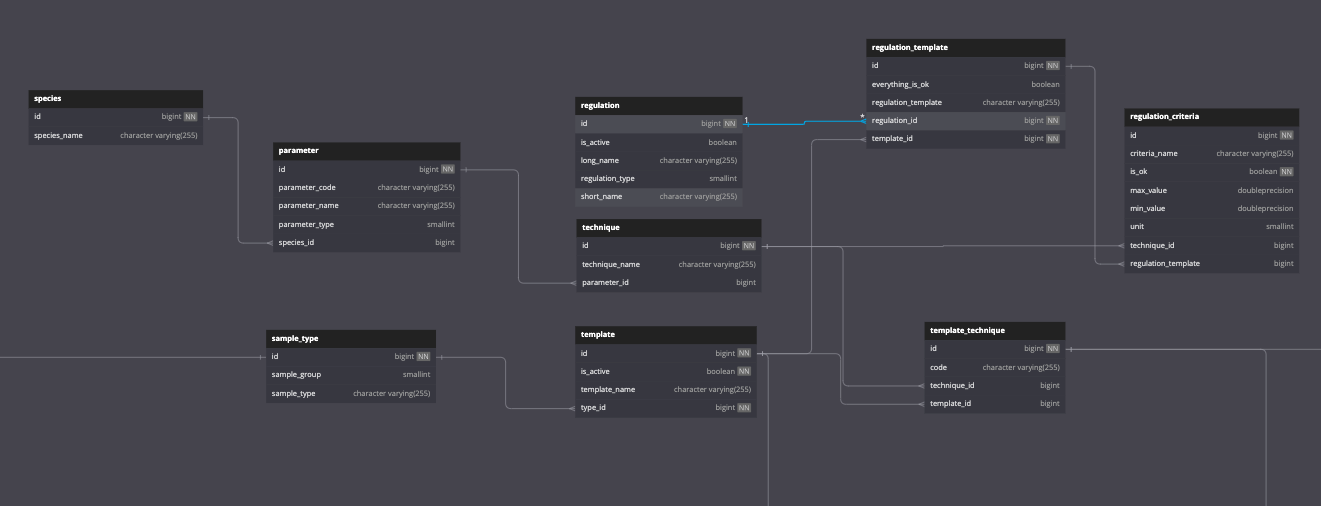 species
id bigint NN
species_name character varying(255)
parameter
id bigint NN
parameter_code character varying(255)
parameter_name character varying(255)
parameter_type smallint
species_id bigint
regulation
id bigint NN
is_active boolean
long_name character varying(255)
regulation_type smallint
short_name character varying(255)
1
*
regulation_template
id bigint NN
everything_is_ok boolean
regulation_template character varying(255)
regulation_id bigint NN
template_id bigint NN
regulation_criteria
id bigint NN
criteria_name character varying(255)
is_ok boolean NN
max_value doubleprecision
min_value doubleprecision
unit smallint
technique_id bigint
regulation_template bigint
technique
id bigint NN
technique_name character varying(255)
parameter_id bigint
sample_type
id bigint NN
sample_group smallint
sample_type character varying(255)
template
id bigint NN
is_active boolean NN
template_name character varying(255)
type_id bigint NN
template_technique
id bigint NN
code character varying(255)
technique_id bigint
template_id bigint